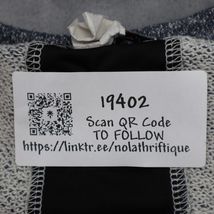 19402
Scan QR Code
TO FOLLOW
https://linktr.ee/nolathriftique